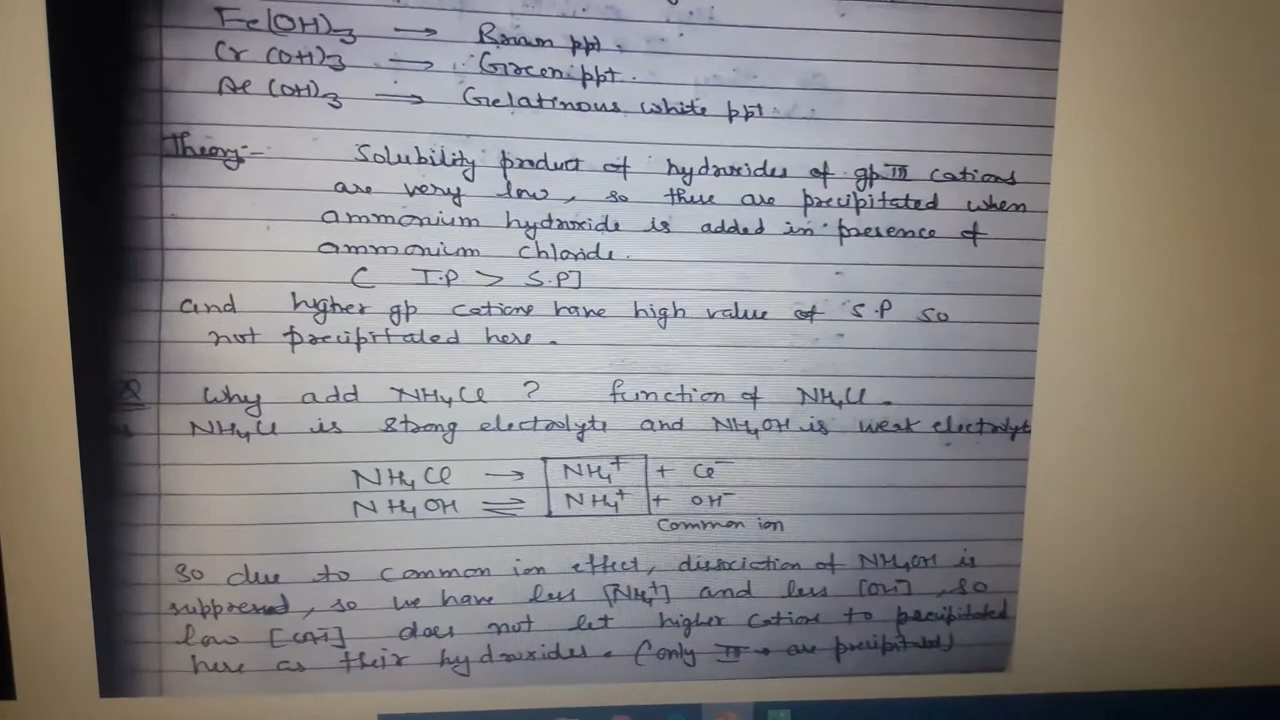 Fe(OH)3 → Brown ppt.
Cr (OH)3 → Green ppt.
Al (OH)3 → Gelatinous white ppt.
Theory:- Solubility product of hydroxides of gp III cations
are very low, so these are precipitated when
ammonium hydroxide is added in presence of
ammonium chloride.
( I.P > S.P]
and higher gp cations have high value of S.P so
not precipitated here.
Q Why add NH4Cl ? function of NH4Cl.
NH4Cl is strong electrolyte and NH4OH is weak electrolyte
NH4Cl → NH4+ + Cl-
NH4OH ⇌ NH4+ + OH-
Common ion
So due to common ion effect, dissociction of NH4OH is
suppressed, so we have less [NH4+] and less [OH-], so
low [OH-] does not let higher cations to precipitated
here as their hydroxides. (only III are precipitated)